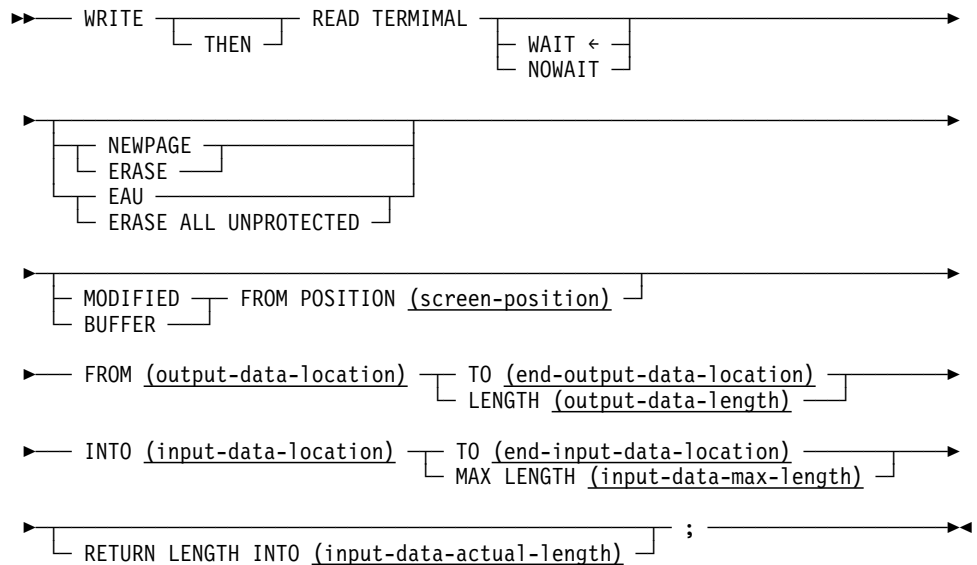 WRITE READ TERMIMAL
THEN WAIT ←
NOWAIT
NEWPAGE
ERASE
EAU
ERASE ALL UNPROTECTED
MODIFIED FROM POSITION (screen-position)
BUFFER
FROM (output-data-location) TO (end-output-data-location)
LENGTH (output-data-length)
INTO (input-data-location) TO (end-input-data-location)
MAX LENGTH (input-data-max-length)
;
RETURN LENGTH INTO (input-data-actual-length)